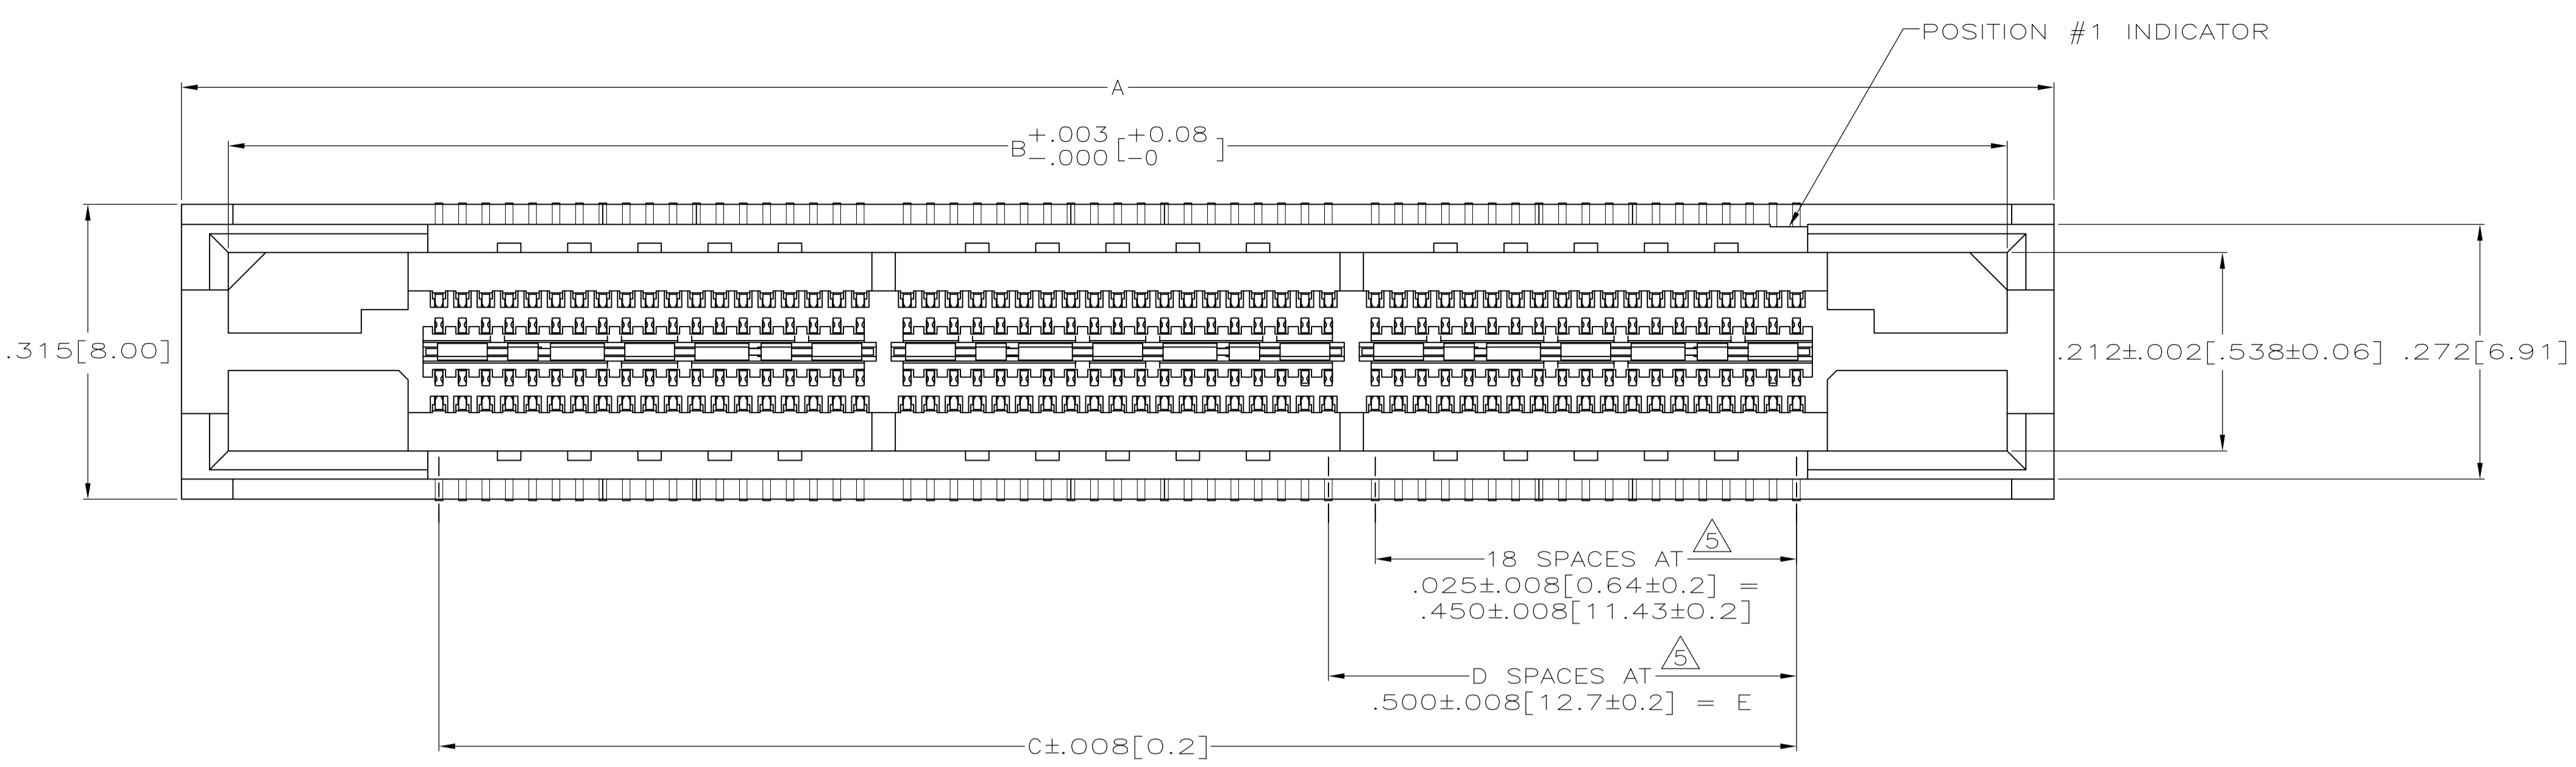 POSITION #1 INDICATOR
A
B+.003[+0.08
-.000[-0 ]
.315[8.00]
.212±.002[.538±0.06]
.272[6.91]
18 SPACES AT 5
.025±.008[0.64±0.2] =
.450±.008[11.43±0.2]
D SPACES AT 5
.500±.008[12.7±0.2] = E
C±.008[0.2]